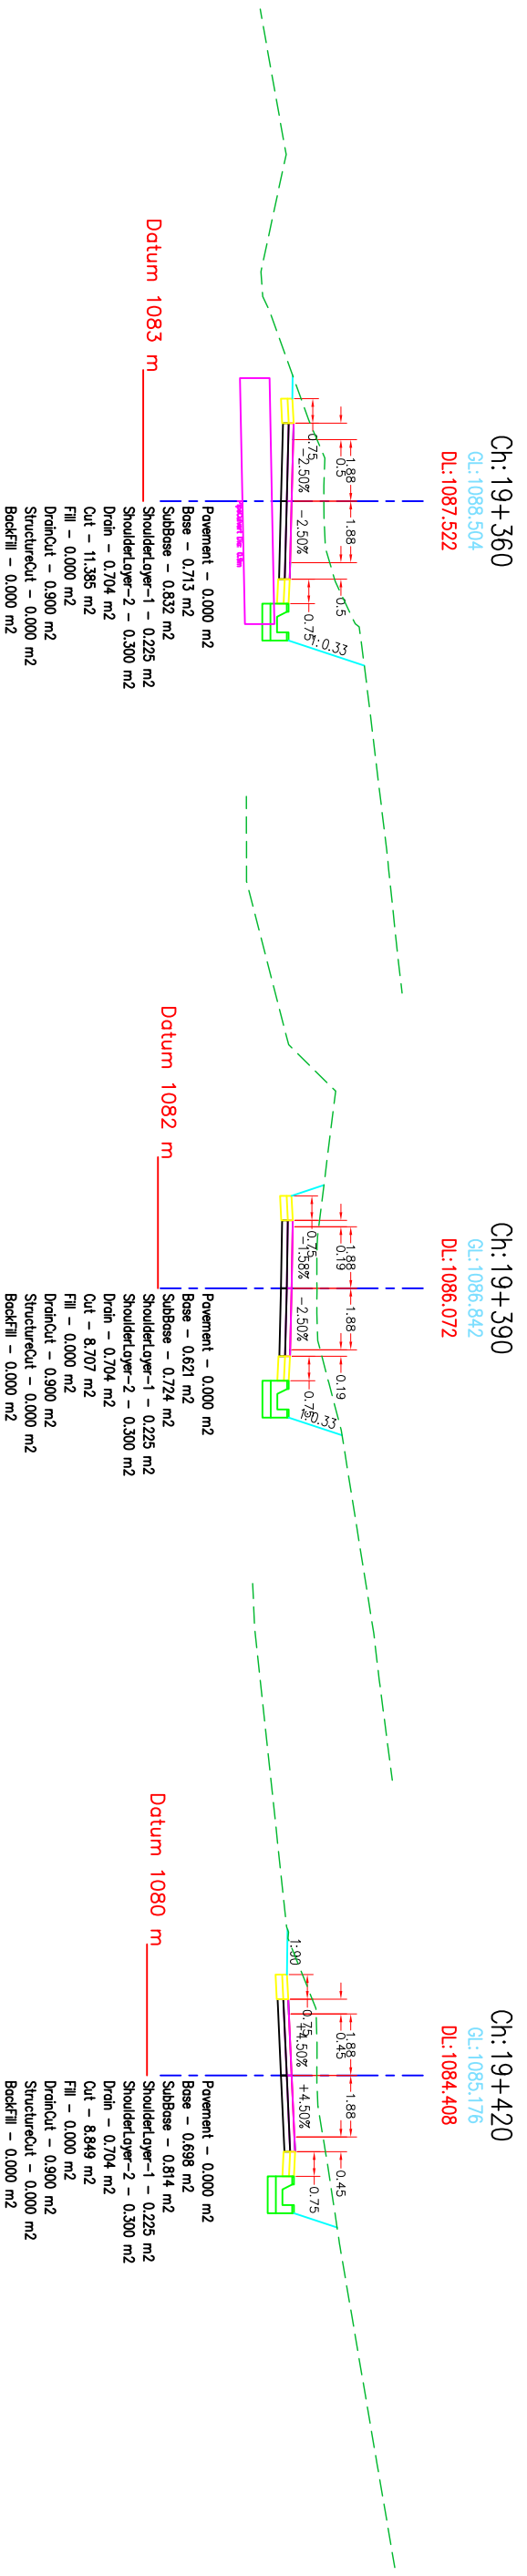 Ch:19+360
GL:1088.504
DL:1087.522
1.88
1.88
0.5
0.5
0.75
0.75
-2.50%
-2.50%
1:0.33
Datum 1083 m
Pavement - 0.000 m2
Base - 0.713 m2
SubBase - 0.832 m2
ShoulderLayer-1 - 0.225 m2
ShoulderLayer-2 - 0.300 m2
Drain - 0.704 m2
Cut - 11.385 m2
Fill - 0.000 m2
DrainCut - 0.900 m2
StructureCut - 0.000 m2
BackFill - 0.000 m2
Ch:19+390
GL:1086.842
DL:1086.072
1.88
1.88
0.19
0.19
0.75
0.75
-1.58%
-2.50%
1:0.33
Datum 1082 m
Pavement - 0.000 m2
Base - 0.621 m2
SubBase - 0.724 m2
ShoulderLayer-1 - 0.225 m2
ShoulderLayer-2 - 0.300 m2
Drain - 0.704 m2
Cut - 8.707 m2
Fill - 0.000 m2
DrainCut - 0.900 m2
StructureCut - 0.000 m2
BackFill - 0.000 m2
Ch:19+420
GL:1085.176
DL:1084.408
1.88
1.88
0.45
0.45
0.75
0.75
+4.50%
+4.50%
1:90
Datum 1080 m
Pavement - 0.000 m2
Base - 0.698 m2
SubBase - 0.814 m2
ShoulderLayer-1 - 0.225 m2
ShoulderLayer-2 - 0.300 m2
Drain - 0.704 m2
Cut - 8.849 m2
Fill - 0.000 m2
DrainCut - 0.900 m2
StructureCut - 0.000 m2
BackFill - 0.000 m2